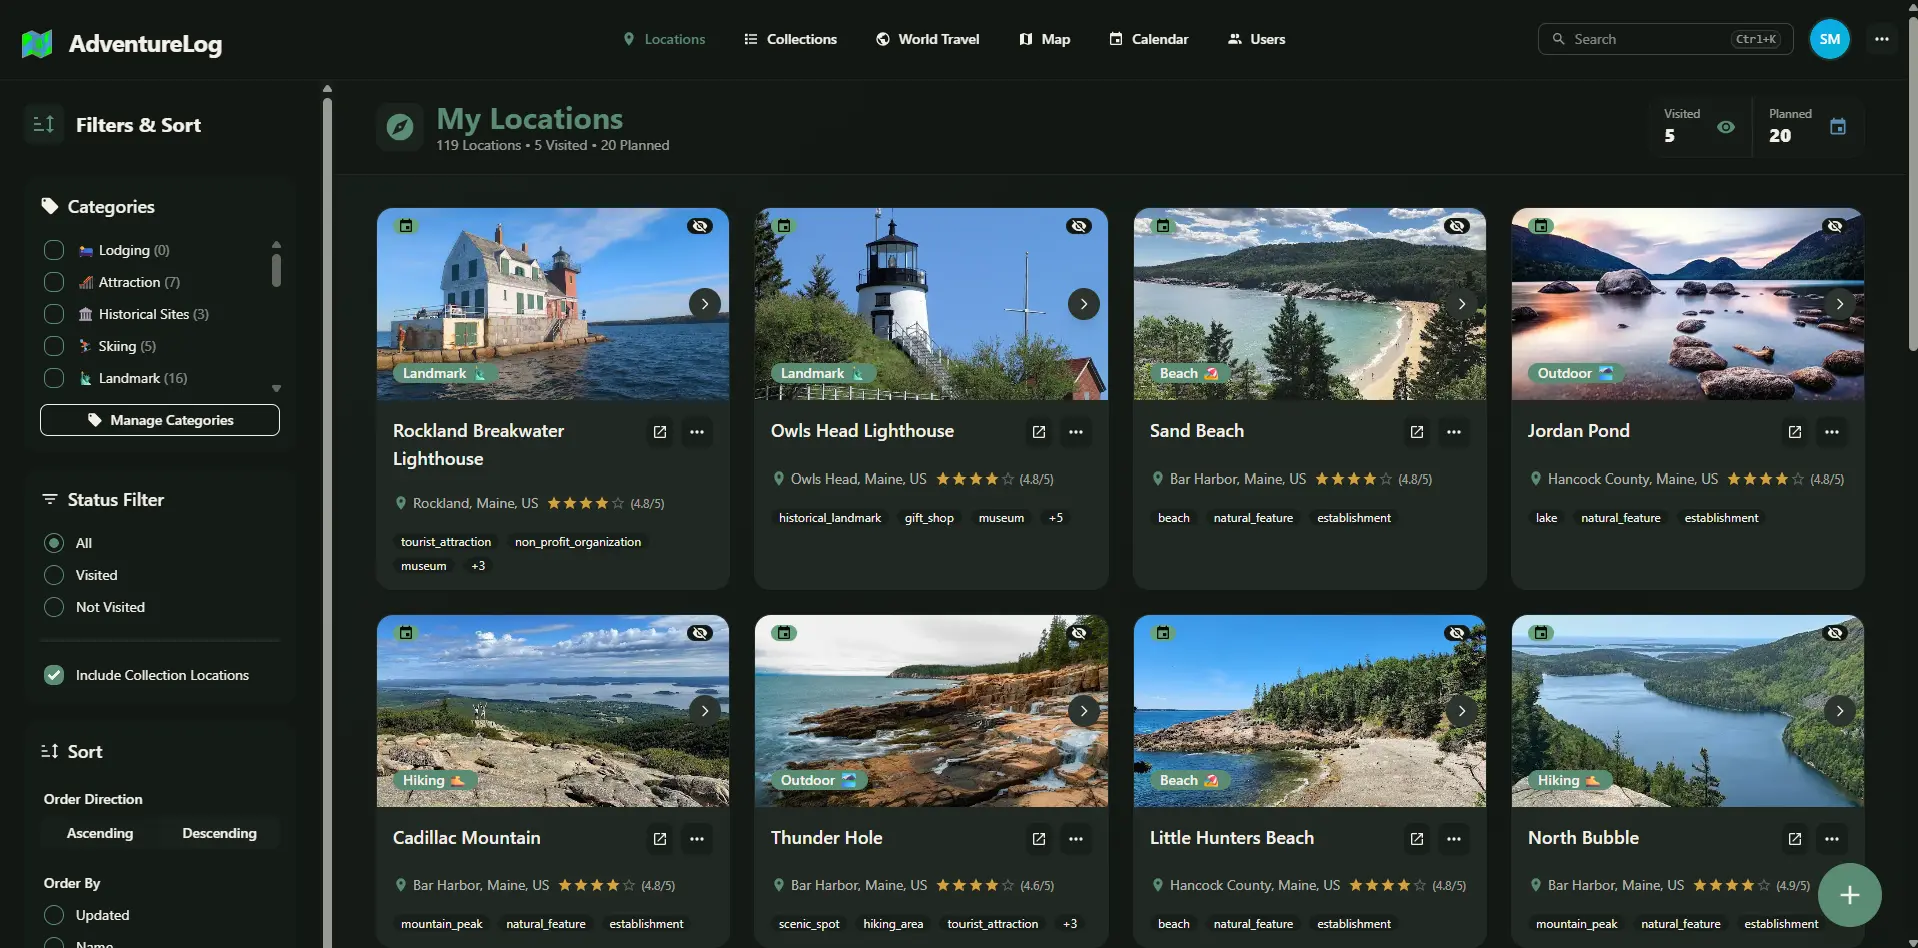 AdventureLog
Locations
Collections
World Travel
Map
Calendar
Users
Search
Ctrl+K
SM
Filters & Sort
Categories
Lodging (0)
Attraction (7)
Historical Sites (3)
Skiing (5)
Landmark (16)
Manage Categories
Status Filter
All
Visited
Not Visited
Include Collection Locations
Sort
Order Direction
Ascending
Descending
Order By
Updated
Name
My Locations
119 Locations • 5 Visited • 20 Planned
Visited
5
Planned
20
Landmark
Rockland Breakwater
Lighthouse
Rockland, Maine, US (4.8/5)
tourist_attraction non_profit_organization
museum +3
Landmark
Owls Head Lighthouse
Owls Head, Maine, US (4.8/5)
historical_landmark gift_shop museum +5
Beach
Sand Beach
Bar Harbor, Maine, US (4.8/5)
beach natural_feature establishment
Outdoor
Jordan Pond
Hancock County, Maine, US (4.8/5)
lake natural_feature establishment
Hiking
Cadillac Mountain
Bar Harbor, Maine, US (4.8/5)
mountain_peak natural_feature establishment
Outdoor
Thunder Hole
Bar Harbor, Maine, US (4.6/5)
scenic_spot hiking_area tourist_attraction +3
Beach
Little Hunters Beach
Hancock County, Maine, US (4.8/5)
beach natural_feature establishment
Hiking
North Bubble
Bar Harbor, Maine, US (4.9/5)
mountain_peak natural_feature establishment